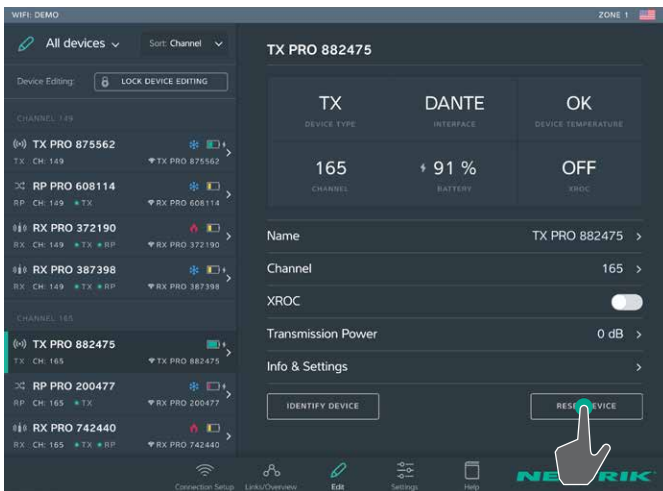 WIFI: DEMO
ZONE 1
All devices
Sort: Channel
Device Editing:
LOCK DEVICE EDITING
CHANNEL 149
TX PRO 875562
TX CH: 149
TX PRO 875562
RP PRO 608114
RP CH: 149 TX
RX PRO 608114
RX PRO 372190
RX CH: 149 TX RP
RX PRO 372190
RX PRO 387398
RX CH: 149 TX RP
RX PRO 387398
CHANNEL 165
TX PRO 882475
TX CH: 165
TX PRO 882475
RP PRO 200477
RP CH: 165 TX
RX PRO 200477
RX PRO 742440
RX CH: 165 TX RP
RX PRO 742440
TX PRO 882475
TX DANTE OK
DEVICE TYPE INTERFACE DEVICE TEMPERATURE
165 91 % OFF
CHANNEL BATTERY XROC
Name TX PRO 882475
Channel 165
XROC
Transmission Power 0 dB
Info & Settings
IDENTIFY DEVICE
RESE EVICE
Connection Setup Links/Overview Edit Settings Help
NE RIK